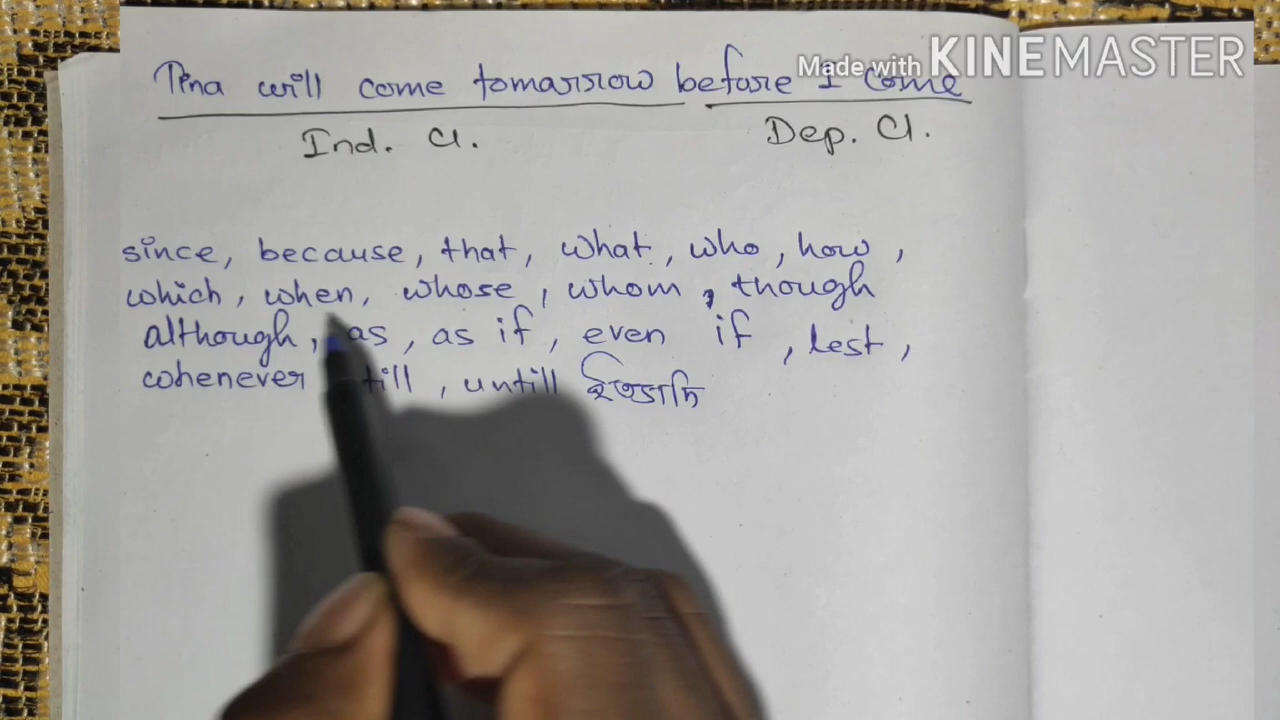 Made with KINEMASTER
Tina will come tomarrow before I come
Ind. Cl. Dep. Cl.
since, because, that, what, who, how,
which, when, whose, whom, though
although, as, as if, even if, lest,
whenever till, untill ইত্যাদি